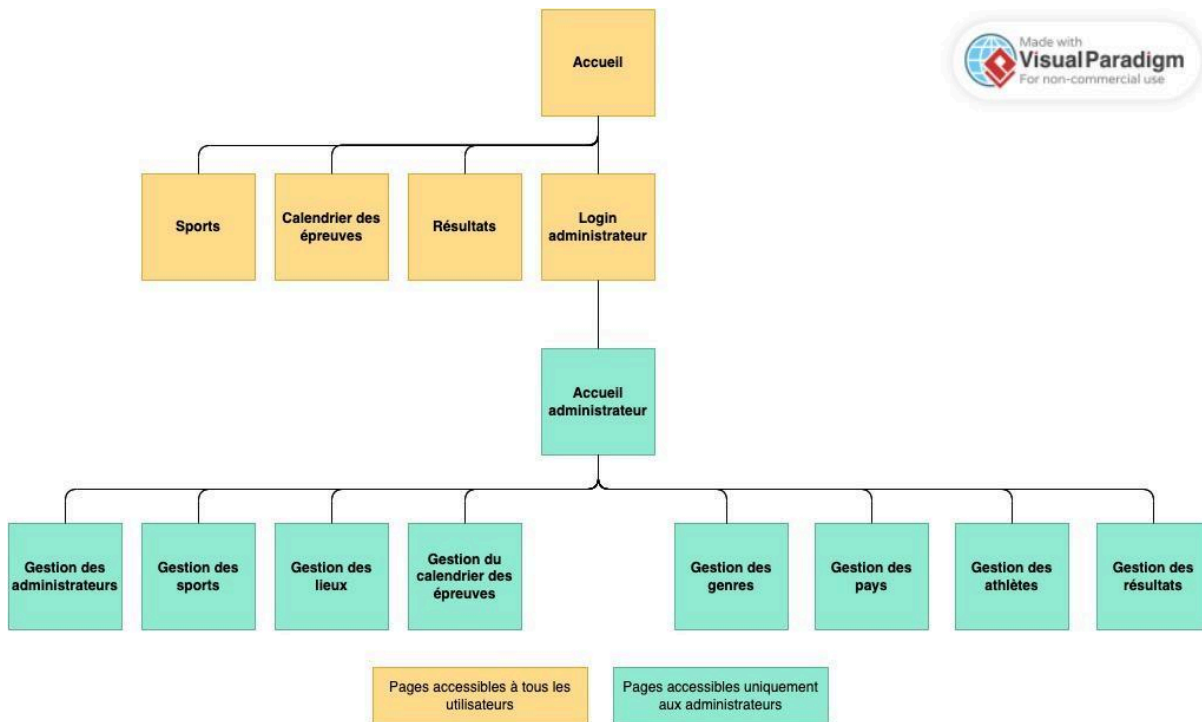 Made with
Visual Paradigm
For non-commercial use
Accueil
Sports
Calendrier des
épreuves
Résultats
Login
administrateur
Accueil
administrateur
Gestion des
administrateurs
Gestion des
sports
Gestion des
lieux
Gestion du
calendrier des
épreuves
Gestion des
genres
Gestion des
pays
Gestion des
athlètes
Gestion des
résultats
Pages accessibles à tous les
utilisateurs
Pages accessibles uniquement
aux administrateurs